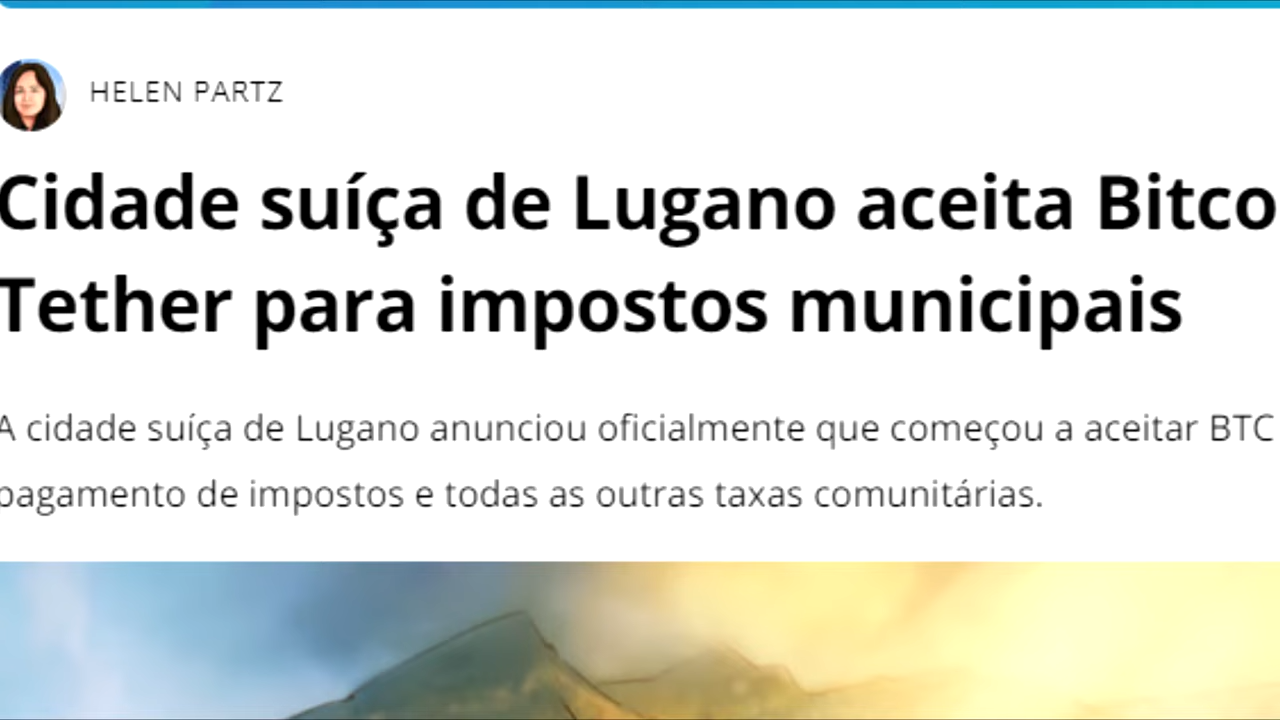 HELEN PARTZ
Cidade suíça de Lugano aceita Bitco
Tether para impostos municipais
A cidade suíça de Lugano anunciou oficialmente que começou a aceitar BTC
pagamento de impostos e todas as outras taxas comunitárias.